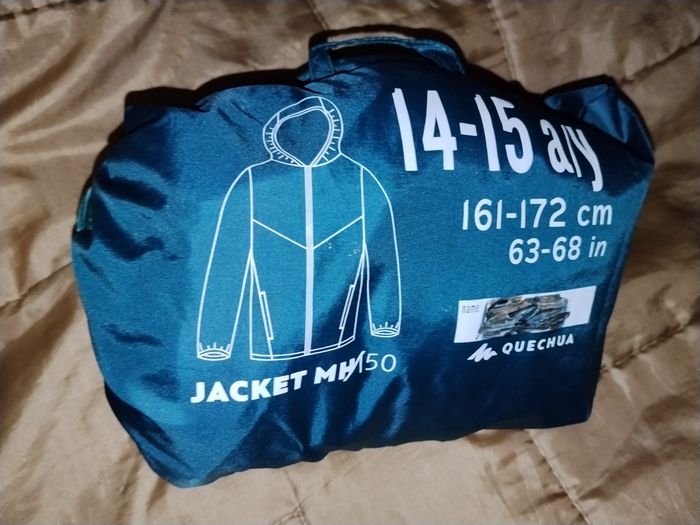 14-15 a/y
161-172 cm
63-68 in
name:
QUECHUA
JACKET MH150